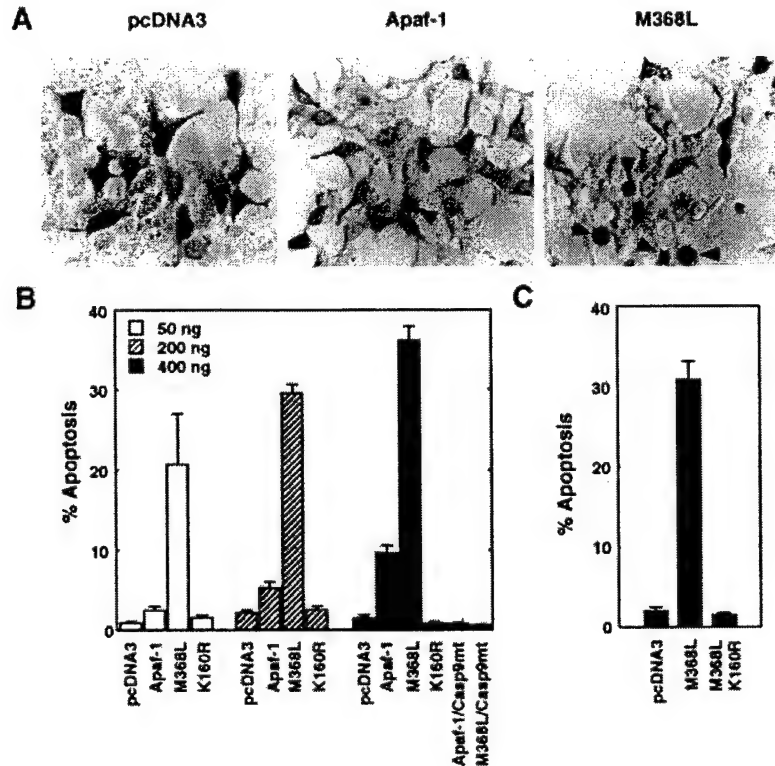 A
pcDNA3
Apaf-1
M368L
B
% Apoptosis
40
30
20
10
0
50 ng
200 ng
400 ng
pcDNA3
Apaf-1
M368L
K160R
pcDNA3
Apaf-1
M368L
K160R
pcDNA3
Apaf-1
M368L
K160R
Apaf-1/Casp9mt
M368L/Casp9mt
C
% Apoptosis
40
30
20
10
0
pcDNA3
M368L
M368L
K160R